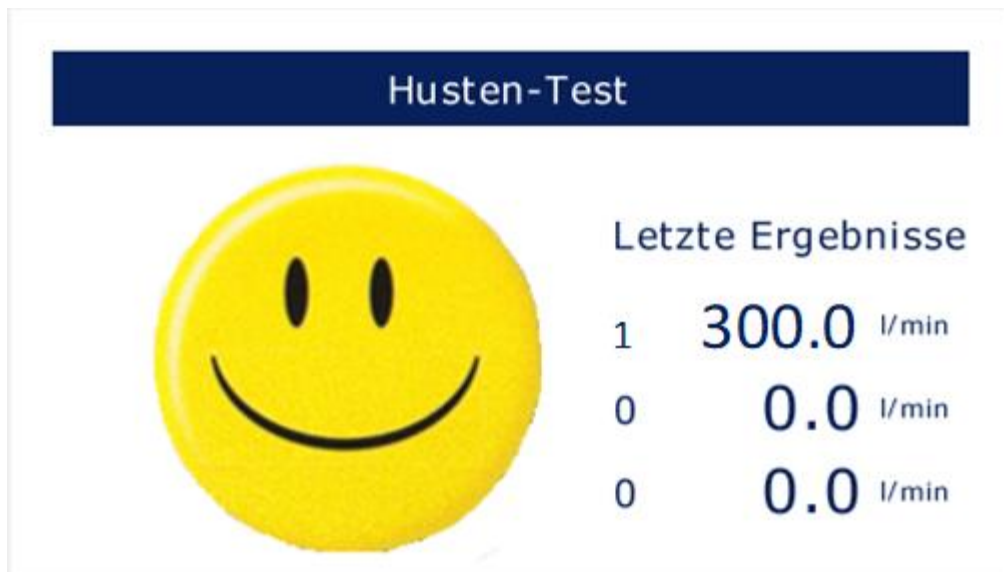 Husten-Test
Letzte Ergebnisse
1 300.0 l/min
0 0.0 l/min
0 0.0 l/min